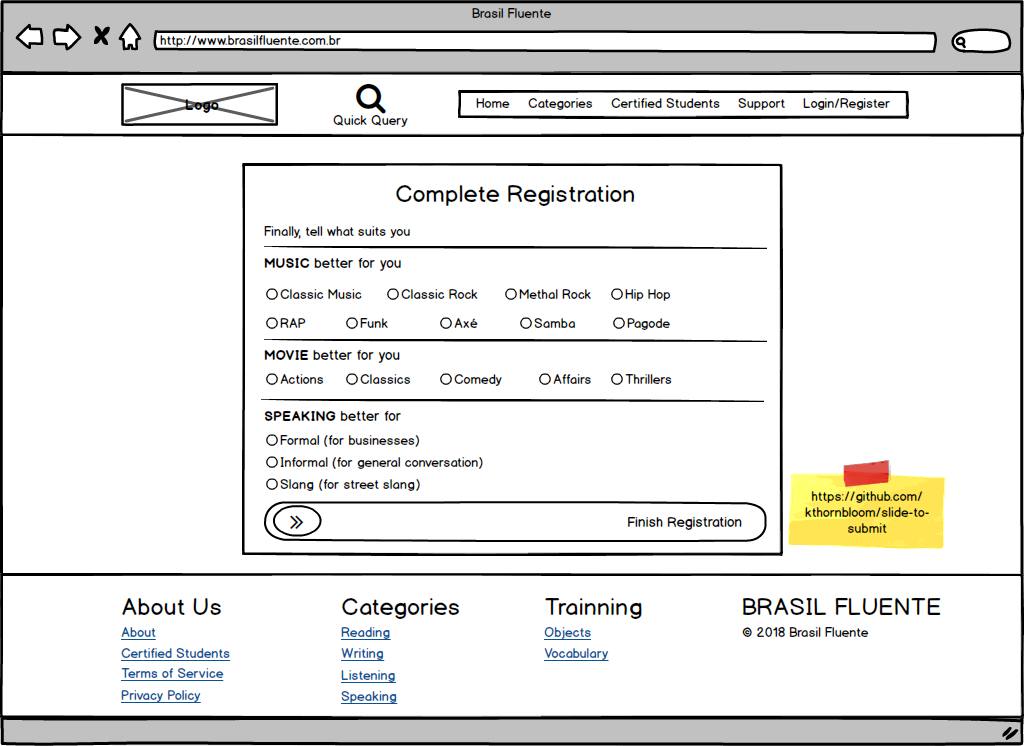 Brasil Fluente
http://www.brasilfluente.com.br
Logo
Quick Query
Home Categories Certified Students Support Login/Register
Complete Registration
Finally, tell what suits you
MUSIC better for you
Classic Music Classic Rock Methal Rock Hip Hop
RAP Funk Axé Samba Pagode
MOVIE better for you
Actions Classics Comedy Affairs Thrillers
SPEAKING better for
Formal (for businesses)
Informal (for general conversation)
Slang (for street slang)
Finish Registration
https://github.com/
kthornbloom/slide-to-
submit
About Us
About
Certified Students
Terms of Service
Privacy Policy
Categories
Reading
Writing
Listening
Speaking
Trainning
Objects
Vocabulary
BRASIL FLUENTE
© 2018 Brasil Fluente